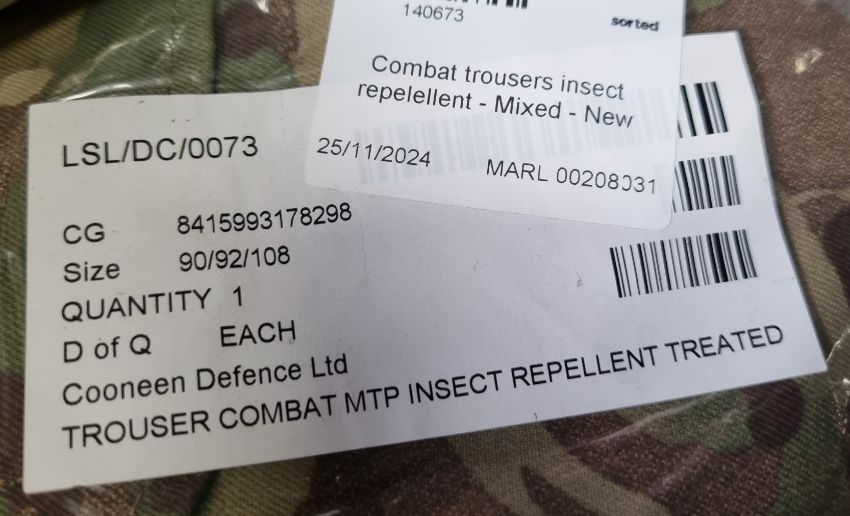 140673
sorted
Combat trousers insect
repelellent - Mixed - New
25/11/2024 MARL 00208031
LSL/DC/0073
CG 8415993178298
Size 90/92/108
QUANTITY 1
D of Q EACH
Cooneen Defence Ltd
TROUSER COMBAT MTP INSECT REPELLENT TREATED